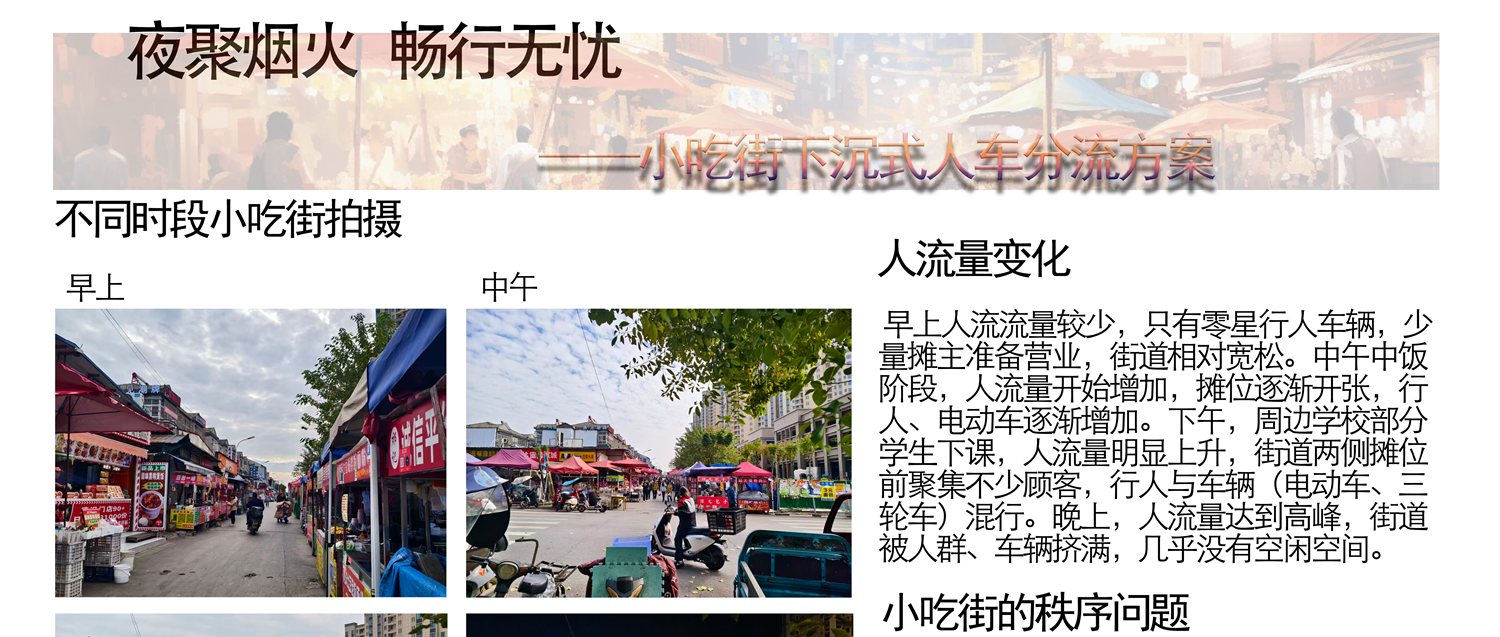 夜聚烟火 畅行无忧
——小吃街下沉式人车分流方案
不同时段小吃街拍摄
早上
中午
诚信平
人流量变化
早上人流流量较少，只有零星行人车辆，少
量摊主准备营业，街道相对宽松。中午中饭
阶段，人流量开始增加，摊位逐渐开张，行
人、电动车逐渐增加。下午，周边学校部分
学生下课，人流量明显上升，街道两侧摊位
前聚集不少顾客，行人与车辆（电动车、三
轮车）混行。晚上，人流量达到高峰，街道
被人群、车辆挤满，几乎没有空闲空间。
小吃街的秩序问题